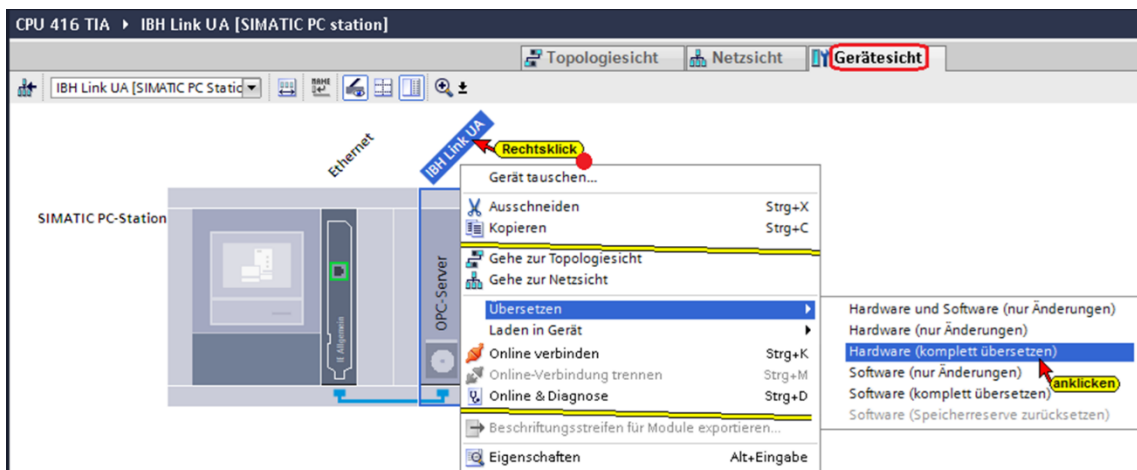 CPU 416 TIA ▸ IBH Link UA [SIMATIC PC station]
Topologiesicht
Netzsicht
Gerätesicht
IBH Link UA [SIMATIC PC Static
NAME
Ethernet
IBH Link UA
Rechtsklick
SIMATIC PC-Station
IE Allgemein
OPC-Server
Gerät tauschen...
Ausschneiden Strg+X
Kopieren Strg+C
Gehe zur Topologiesicht
Gehe zur Netzsicht
Übersetzen
Laden in Gerät
Online verbinden Strg+K
Online-Verbindung trennen Strg+M
Online & Diagnose Strg+D
Beschriftungsstreifen für Module exportieren...
Eigenschaften Alt+Eingabe
Hardware und Software (nur Änderungen)
Hardware (nur Änderungen)
Hardware (komplett übersetzen)
Software (nur Änderungen)
anklicken
Software (komplett übersetzen)
Software (Speicherreserve zurücksetzen)